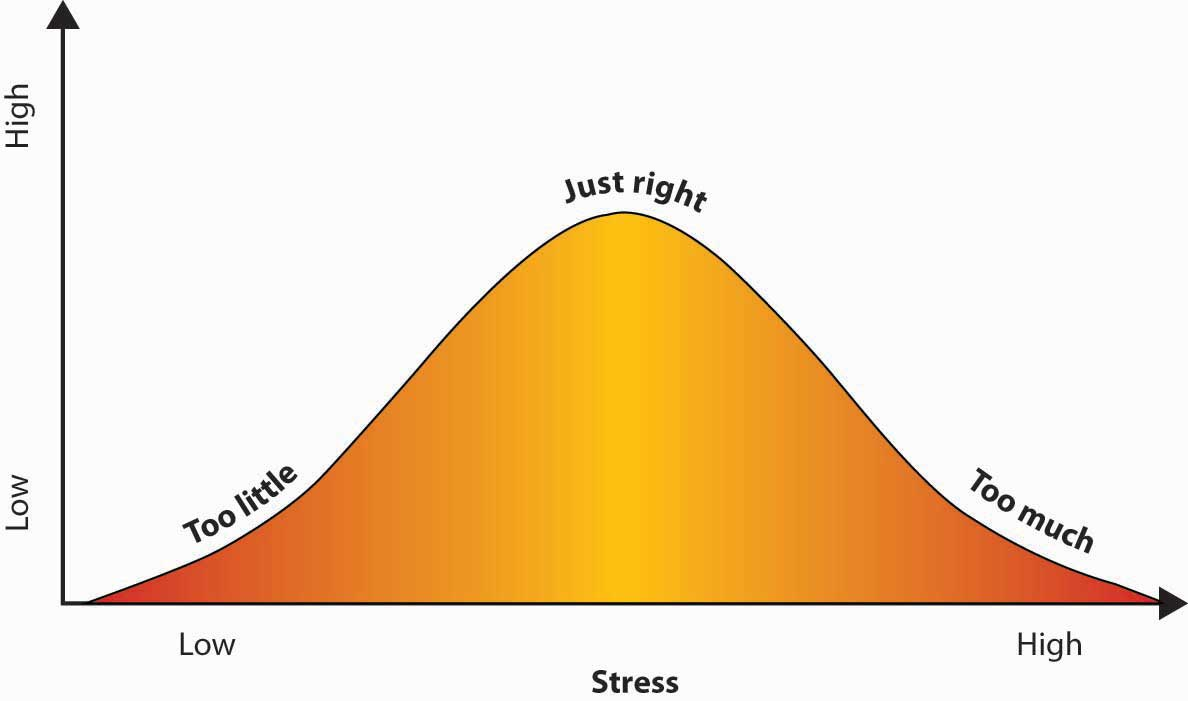 High
Just right
Low
Too little
Too much
Low
High
Stress